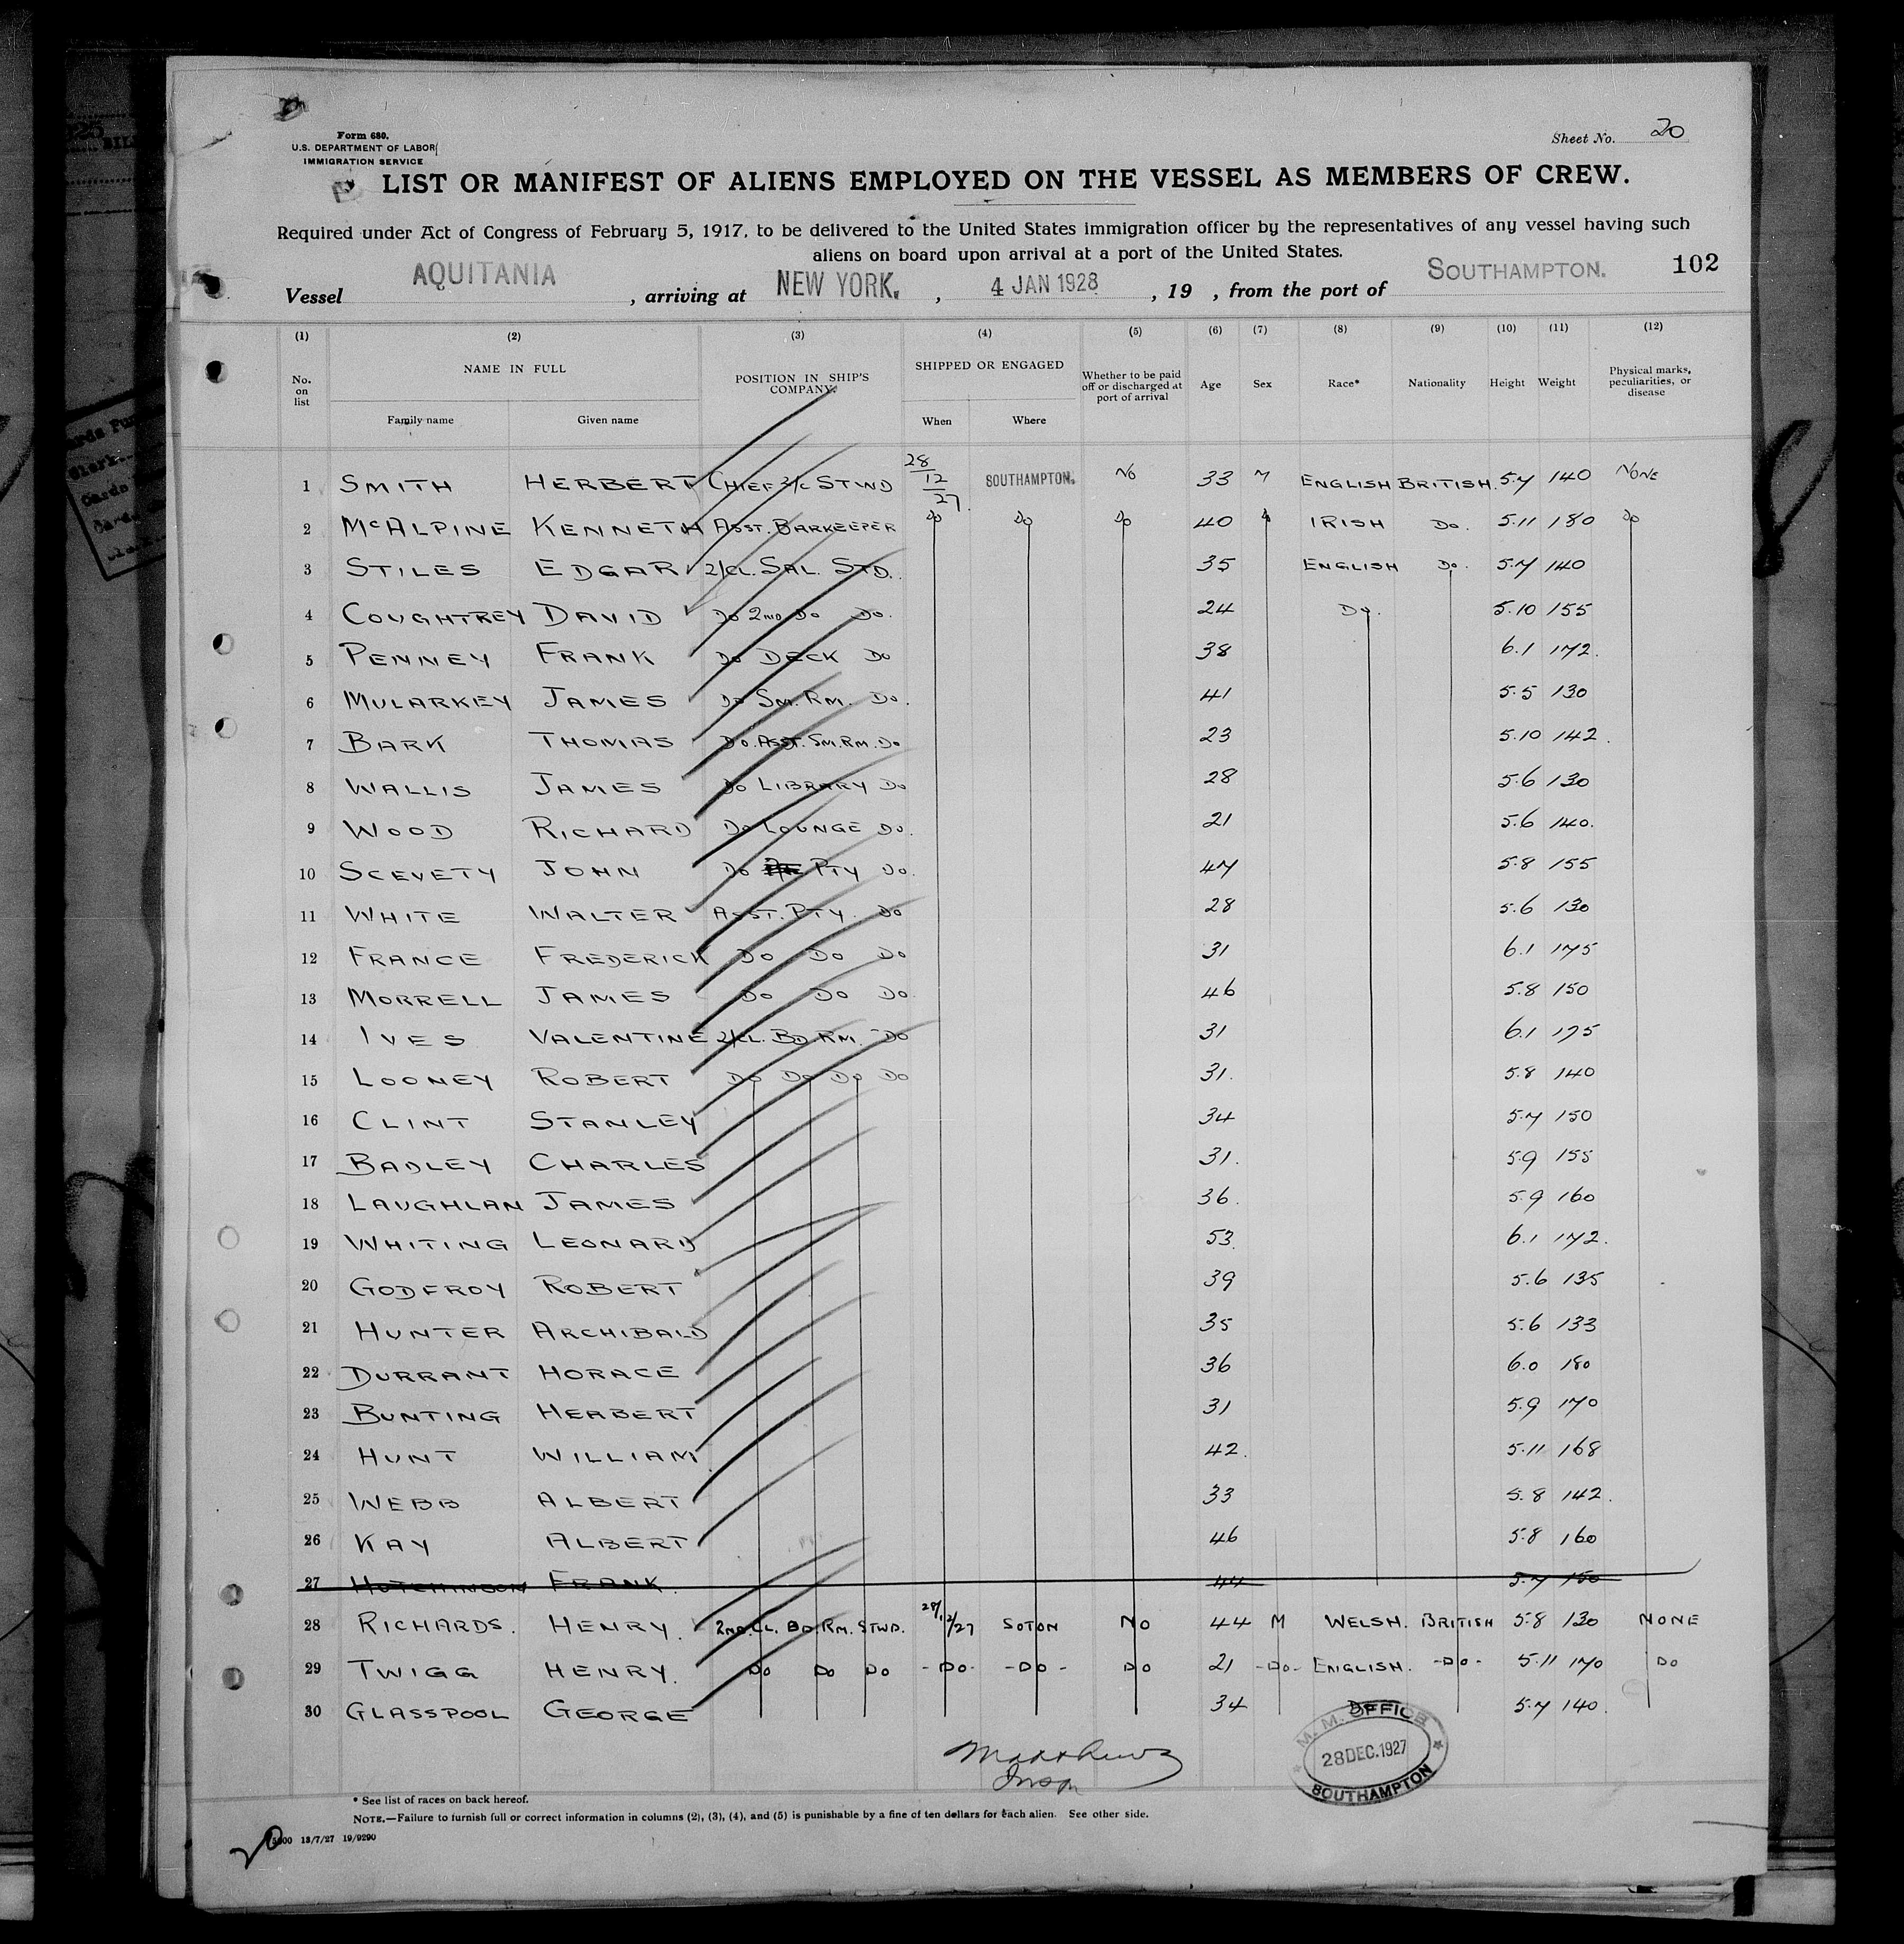 Form 680.
U.S. DEPARTMENT OF LABOR
IMMIGRATION SERVICE
Sheet No. 20
LIST OR MANIFEST OF ALIENS EMPLOYED ON THE VESSEL AS MEMBERS OF CREW.
Required under Act of Congress of February 5, 1917, to be delivered to the United States immigration officer by the representatives of any vessel having such
aliens on board upon arrival at a port of the United States.
102
Vessel AQUITANIA, arriving at NEW YORK., 4 JAN 1928, 19 , from the port of SOUTHAMPTON.
(1) (2) (3) (4) (5) (6) (7) (8) (9) (10) (11) (12)
No. on list NAME IN FULL POSITION IN SHIP'S COMPANY. SHIPPED OR ENGAGED Whether to be paid off or discharged at port of arrival Age Sex Race* Nationality Height Weight Physical marks, peculiarities, or disease
Family name Given name When Where
1 SMITH HERBERT CHIEF 3/C STWD 28/12/27. SOUTHAMPTON. No 33 M ENGLISH BRITISH. 5.7 140 NONE
2 McALPINE KENNETH ASST. BARKEEPER Do Do Do 40 IRISH Do. 5.11 180 Do
3 STILES EDGAR 2/CL. SAL. STD. 35 ENGLISH Do. 5.7 140
4 COUGHTREY DAVID Do 2ND Do Do. 24 Do. 5.10 155
5 PENNEY FRANK Do DECK Do 38 6.1 172.
6 MULARKEY JAMES Do SM. RM. Do. 41 5.5 130
7 BARK THOMAS Do. ASST. SM.RM. Do 23 5.10 142.
8 WALLIS JAMES Do LIBRARY Do 28 5.6 130
9 WOOD RICHARD Do LOUNGE Do. 21 5.6 140.
10 SCEVETY JOHN Do PTY Do. 47 5.8 155
11 WHITE WALTER ASST. PTY. Do 28 5.6 130
12 FRANCE FREDERICK Do Do Do 31 6.1 175
13 MORRELL JAMES Do Do Do 46 5.8 150
14 IVES VALENTINE 2/CL. BD RM. Do 31 6.1 175
15 LOONEY ROBERT Do Do Do Do 31. 5.8 140
16 CLINT STANLEY 34 5.7 150
17 BADLEY CHARLES 31. 5.9 155
18 LAUGHLAN JAMES 36. 5.9 160
19 WHITING LEONARD 53. 6.1 172.
20 GODFROY ROBERT 39 5.6 135
21 HUNTER ARCHIBALD 35 5.6 133
22 DURRANT HORACE 36 6.0 180
23 BUNTING HERBERT 31 5.9 170
24 HUNT WILLIAM 42. 5.11 168
25 WEBB ALBERT 33 5.8 142.
26 KAY ALBERT 46 5.8 160
27 HUTCHINSON FRANK. 44 5.7 150
28 RICHARDS. HENRY. 2ND. CL. BD. RM. STWD. 28/12/27 SOTON No 44 M WELSH. BRITISH 5.8 130 NONE
29 TWIGG HENRY. Do Do Do -Do- -Do- Do 21 -Do- ENGLISH. -Do- 5.11 170 Do
30 GLASSPOOL GEORGE 34 Do 5.7 140.
M.M. OFFICE
28 DEC. 1927
SOUTHAMPTON
* See list of races on back hereof.
NOTE.—Failure to furnish full or correct information in columns (2), (3), (4), and (5) is punishable by a fine of ten dollars for each alien. See other side.
13/7/27 19/9290
20